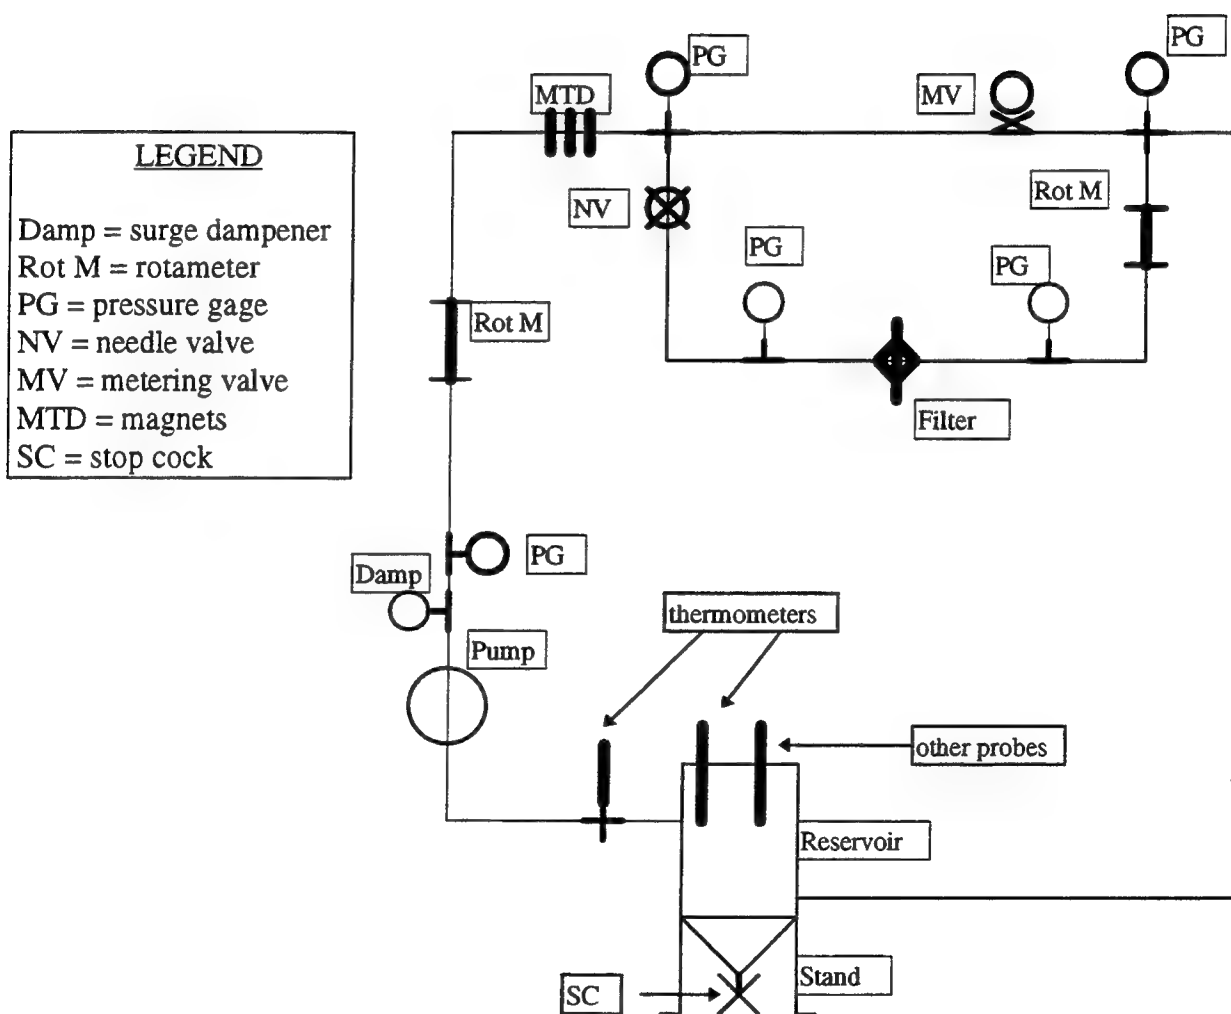 PG
PG
MTD
MV
LEGEND
Damp = surge dampener
Rot M = rotameter
PG = pressure gage
NV = needle valve
MV = metering valve
MTD = magnets
SC = stop cock
NV
Rot M
PG
PG
Rot M
Filter
PG
Damp
thermometers
Pump
other probes
Reservoir
Stand
SC